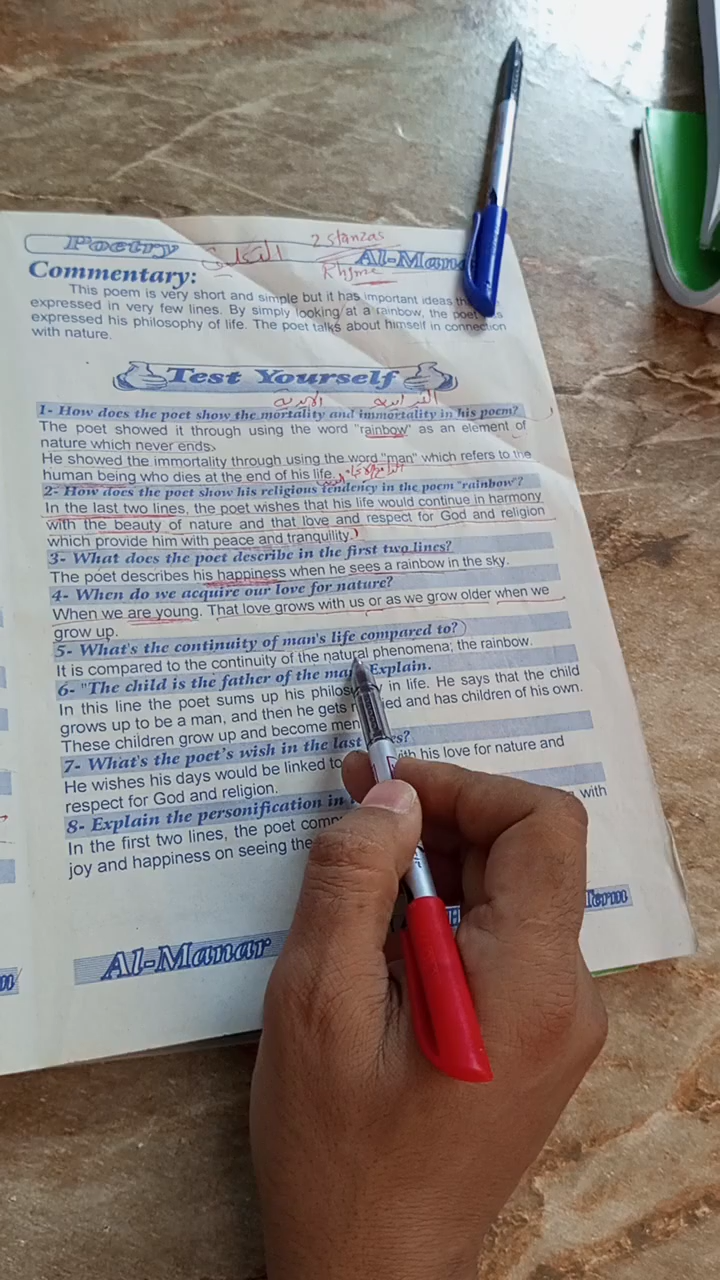 Poetry التعليق 2 stanzas Al-Mana
Rhyme
Commentary:
This poem is very short and simple but it has important ideas
expressed in very few lines. By simply looking at a rainbow, the poet
expressed his philosophy of life. The poet talks about himself in connection
with nature.
Test Yourself
1- How does the poet show the mortality and immortality in his poem?
The poet showed it through using the word "rainbow" as an element of
nature which never ends
He showed the immortality through using the word "man" which refers to the
human being who dies at the end of his life.
2- How does the poet show his religious tendency in the poem "rainbow"?
In the last two lines, the poet wishes that his life would continue in harmony
with the beauty of nature and that love and respect for God and religion
which provide him with peace and tranquility.)
3- What does the poet describe in the first two lines?
The poet describes his happiness when he sees a rainbow in the sky.
4- When do we acquire our love for nature?
When we are young. That love grows with us or as we grow older when we
grow up.
5- What's the continuity of man's life compared to?)
It is compared to the continuity of the natural phenomena; the rainbow.
6- "The child is the father of the ma Explain.
In this line the poet sums up his philos in life. He says that the child
grows up to be a man, and then he gets ied and has children of his own.
These children grow up and become men
7- What's the poet's wish in the last es?
He wishes his days would be linked to with his love for nature and
respect for God and religion.
8- Explain the personification in
In the first two lines, the poet comp with
joy and happiness on seeing the
Al-Manar Term